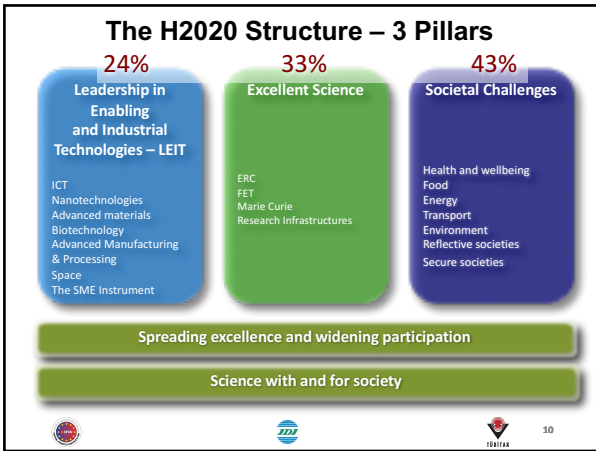 The H2020 Structure – 3 Pillars
24%
Leadership in
Enabling
and Industrial
Technologies – LEIT
ICT
Nanotechnologies
Advanced materials
Biotechnology
Advanced Manufacturing
& Processing
Space
The SME Instrument
33%
Excellent Science
ERC
FET
Marie Curie
Research Infrastructures
43%
Societal Challenges
Health and wellbeing
Food
Energy
Transport
Environment
Reflective societies
Secure societies
Spreading excellence and widening participation
Science with and for society
TÜBİTAK
10